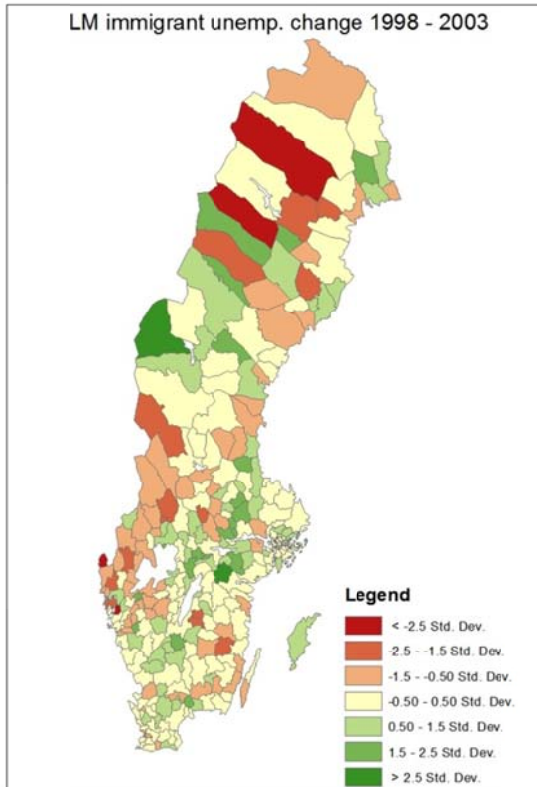 LM immigrant unemp. change 1998 - 2003
Legend
< -2.5 Std. Dev.
-2.5 - -1.5 Std. Dev.
-1.5 - -0.50 Std. Dev.
-0.50 - 0.50 Std. Dev.
0.50 - 1.5 Std. Dev.
1.5 - 2.5 Std. Dev.
> 2.5 Std. Dev.